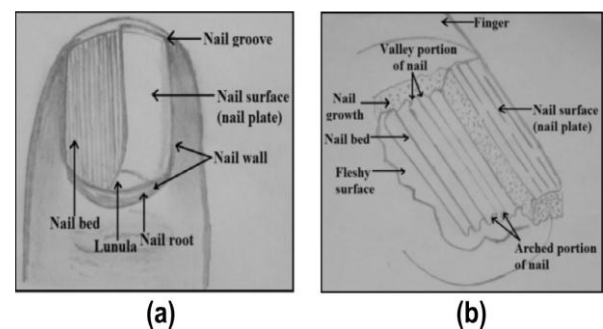 Nail groove
Nail surface
(nail plate)
Nail wall
Nail bed
Lunula
Nail root
(a)
Finger
Valley portion
of nail
Nail
growth
Nail surface
(nail plate)
Nail bed
Fleshy
surface
Arched portion
of nail
(b)